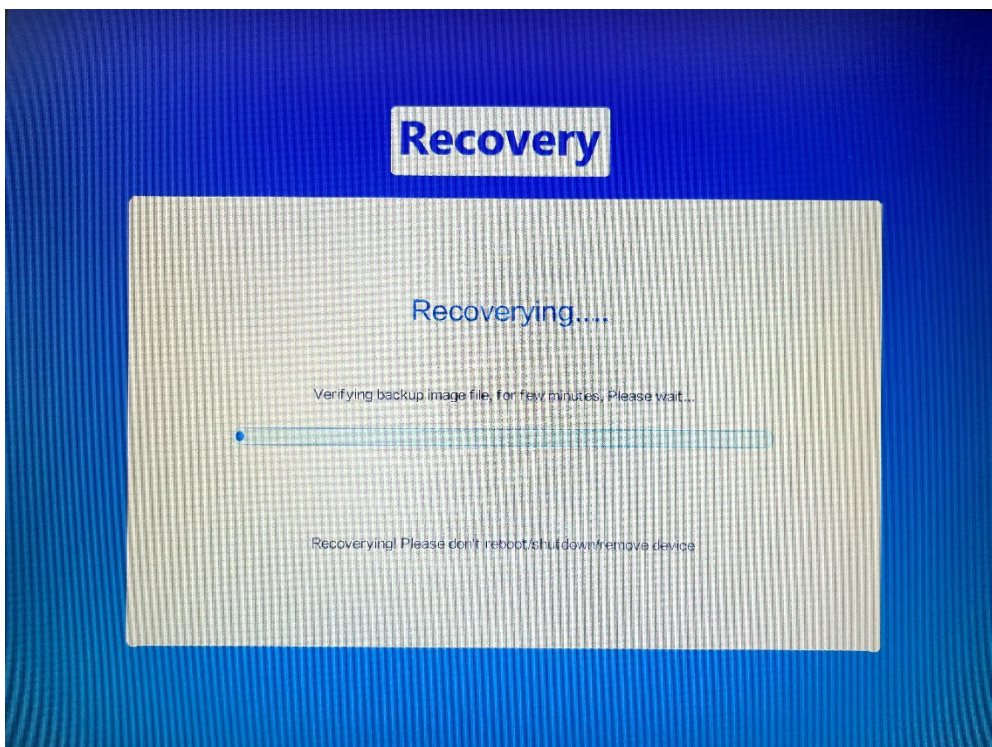 Recovery
Recoverying....
Verifying backup image file, for few minutes, Please wait...
Recoverying! Please don't reboot/shutdown/remove device